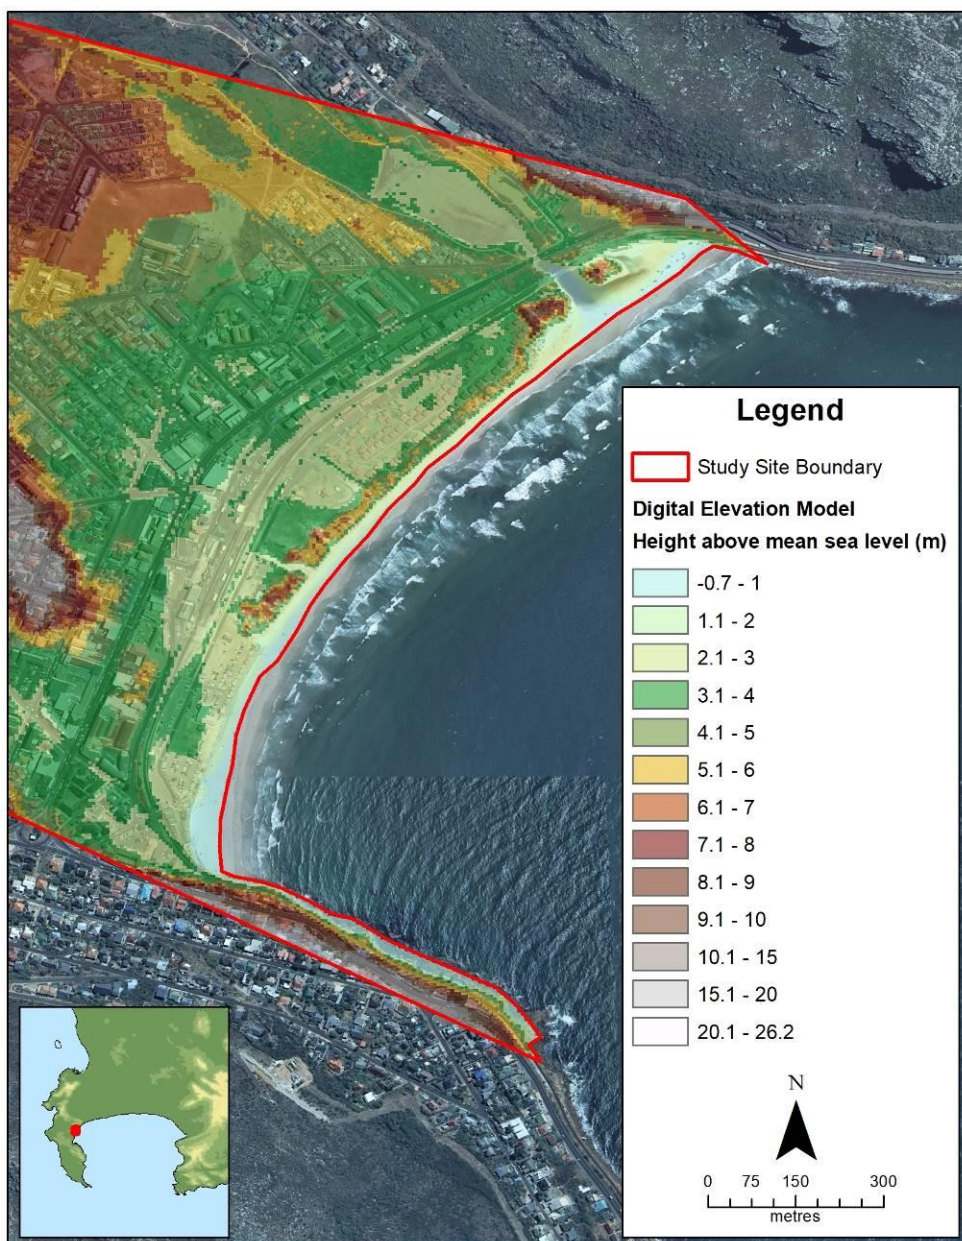 Legend
Study Site Boundary
Digital Elevation Model
Height above mean sea level (m)
-0.7 - 1
1.1 - 2
2.1 - 3
3.1 - 4
4.1 - 5
5.1 - 6
6.1 - 7
7.1 - 8
8.1 - 9
9.1 - 10
10.1 - 15
15.1 - 20
20.1 - 26.2
N
0 75 150 300
metres